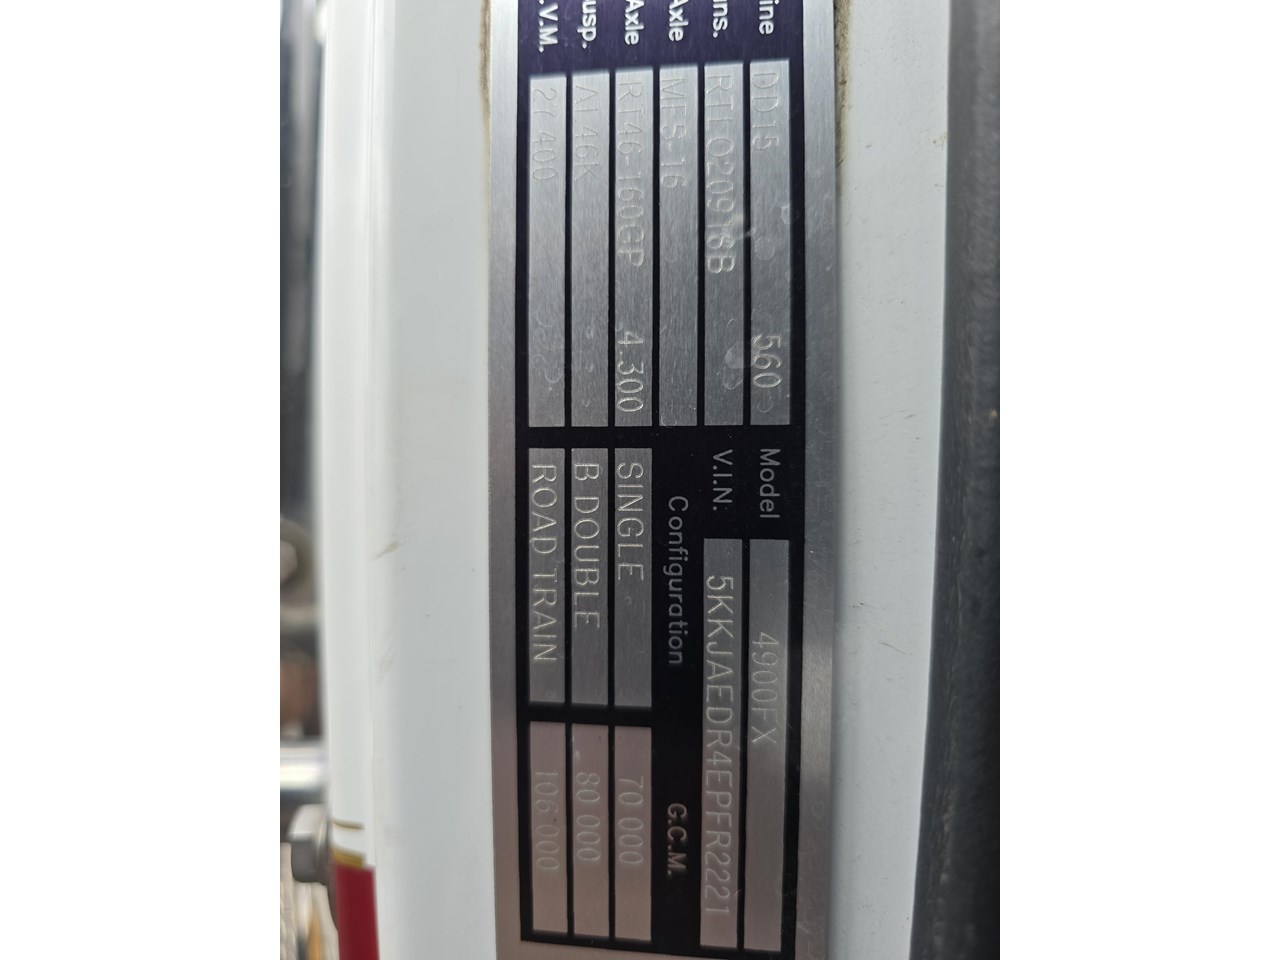 ine DD15 560 Model 4900FX
ns. RTLO20918B V.I.N. 5KKJAEDR4EPFR2221
Axle MFS-16 Configuration G.C.M.
Axle RT46-160GP 4.300 SINGLE 70 000
usp. AL46K B DOUBLE 80 000
.V.M. 27 400 ROAD TRAIN 106 000